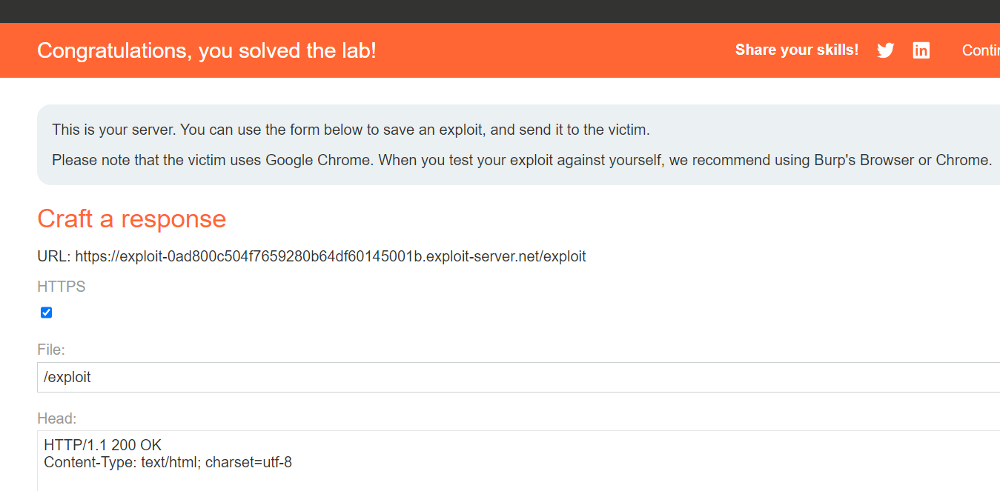 Congratulations, you solved the lab!
Share your skills!
This is your server. You can use the form below to save an exploit, and send it to the victim.
Please note that the victim uses Google Chrome. When you test your exploit against yourself, we recommend using Burp's Browser or Chrome.
Craft a response
URL: https://exploit-0ad800c504f7659280b64df60145001b.exploit-server.net/exploit
HTTPS
File:
/exploit
Head:
HTTP/1.1 200 OK
Content-Type: text/html; charset=utf-8